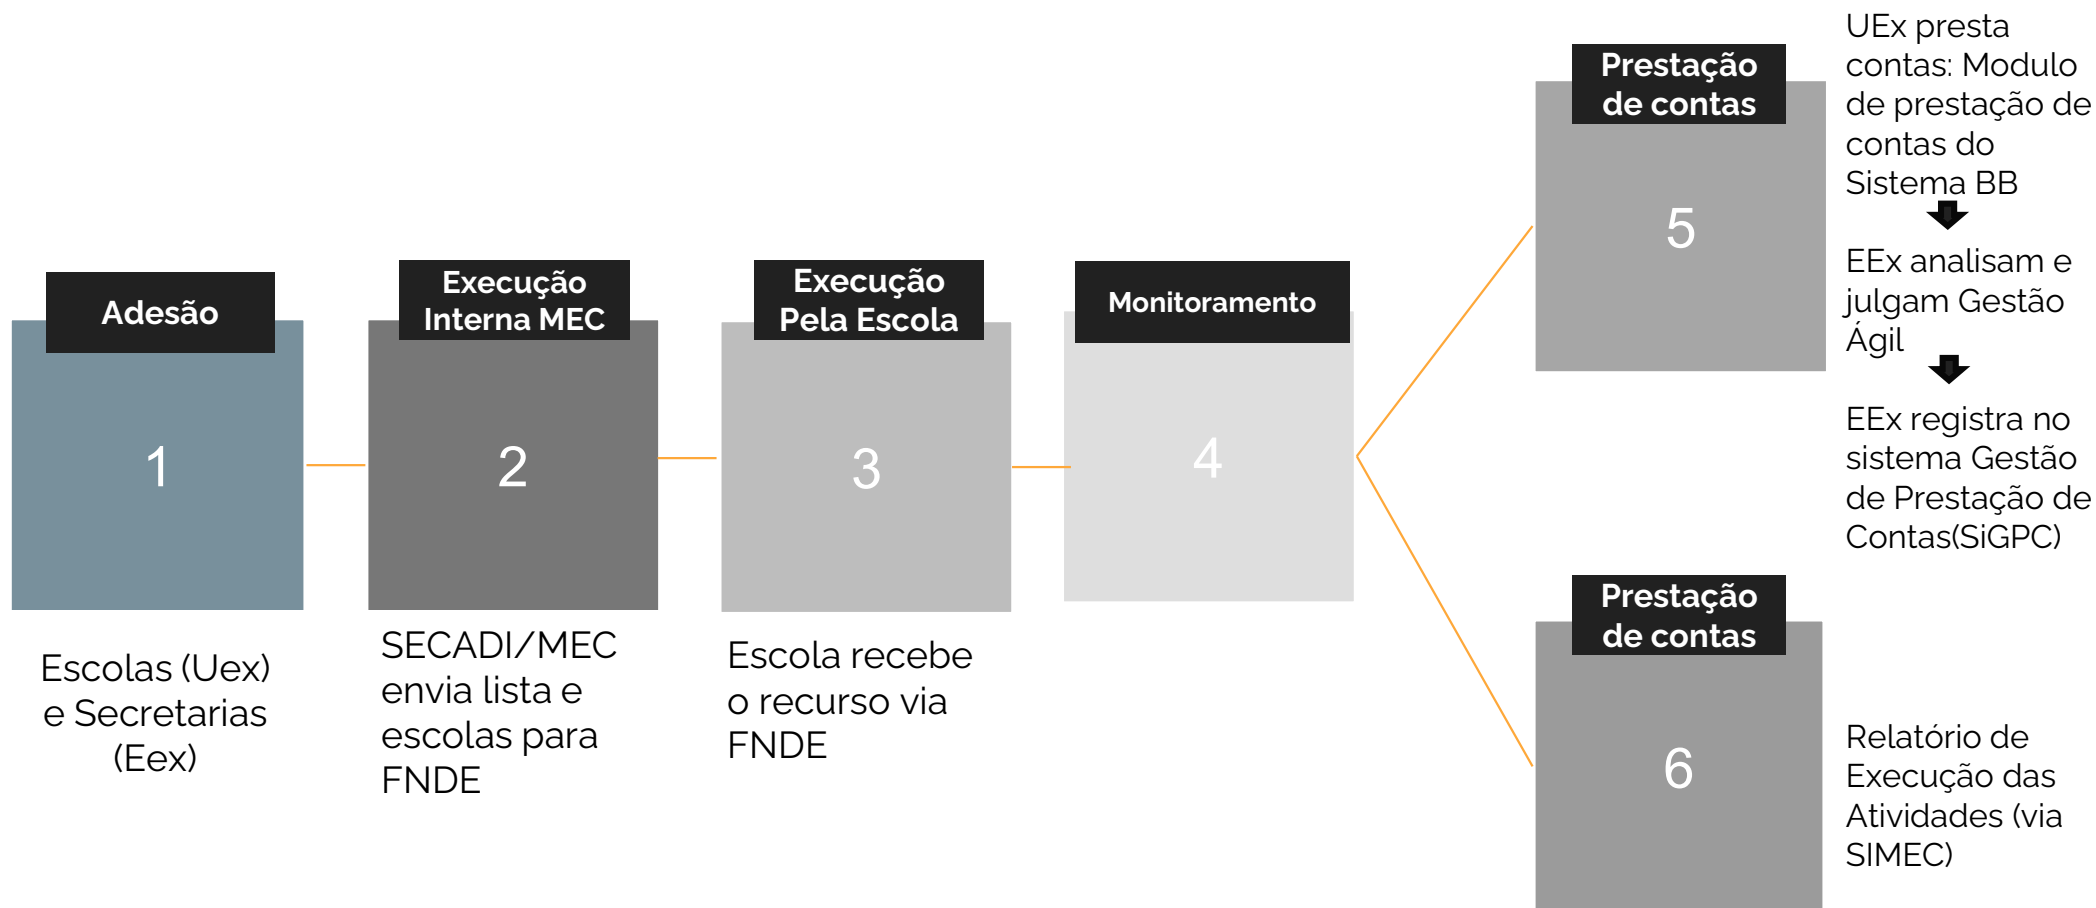 Adesão
1
Escolas (Uex)
e Secretarias
(Eex)
Execução
Interna MEC
2
SECADI/MEC
envia lista e
escolas para
FNDE
Execução
Pela Escola
3
Escola recebe
o recurso via
FNDE
Monitoramento
4
Prestação
de contas
5
UEx presta
contas: Modulo
de prestação de
contas do
Sistema BB
EEx analisam e
julgam Gestão
Ágil
EEx registra no
sistema Gestão
de Prestação de
Contas(SiGPC)
Prestação
de contas
6
Relatório de
Execução das
Atividades (via
SIMEC)